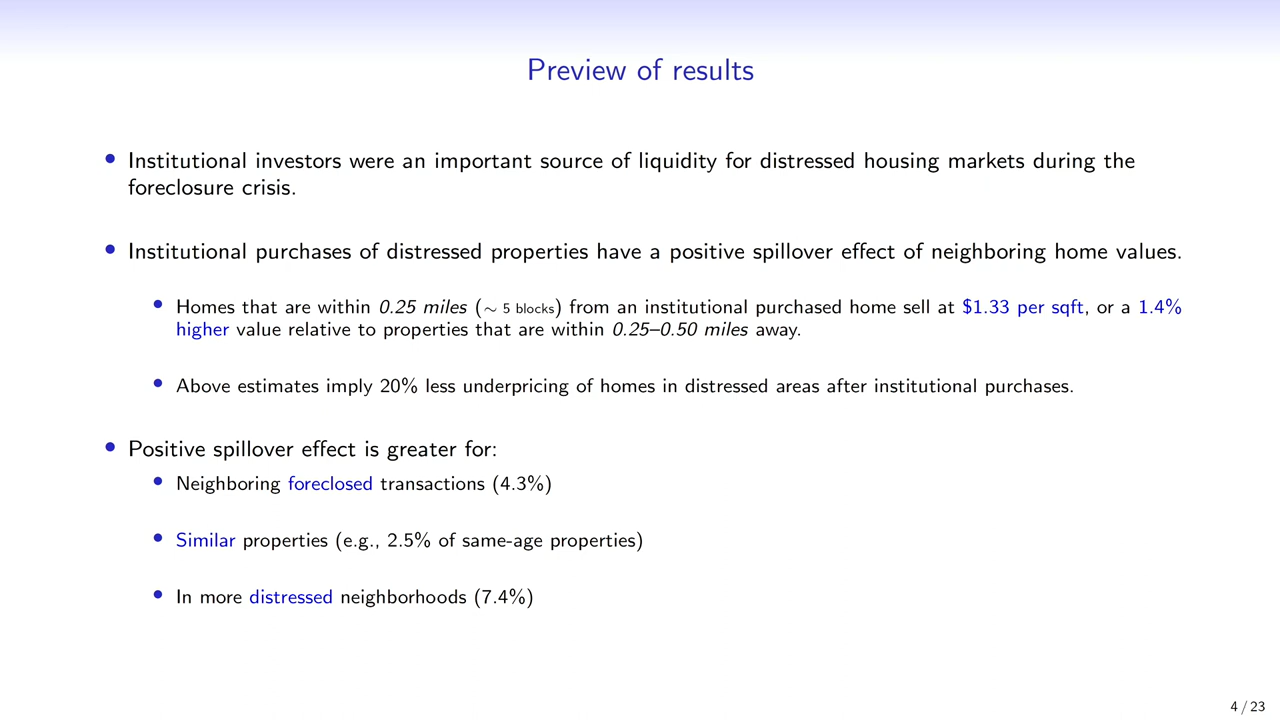 Preview of results
• Institutional investors were an important source of liquidity for distressed housing markets during the
foreclosure crisis.
• Institutional purchases of distressed properties have a positive spillover effect of neighboring home values.
• Homes that are within 0.25 miles (∼ 5 blocks) from an institutional purchased home sell at $1.33 per sqft, or a 1.4%
higher value relative to properties that are within 0.25–0.50 miles away.
• Above estimates imply 20% less underpricing of homes in distressed areas after institutional purchases.
• Positive spillover effect is greater for:
• Neighboring foreclosed transactions (4.3%)
• Similar properties (e.g., 2.5% of same-age properties)
• In more distressed neighborhoods (7.4%)
4 / 23